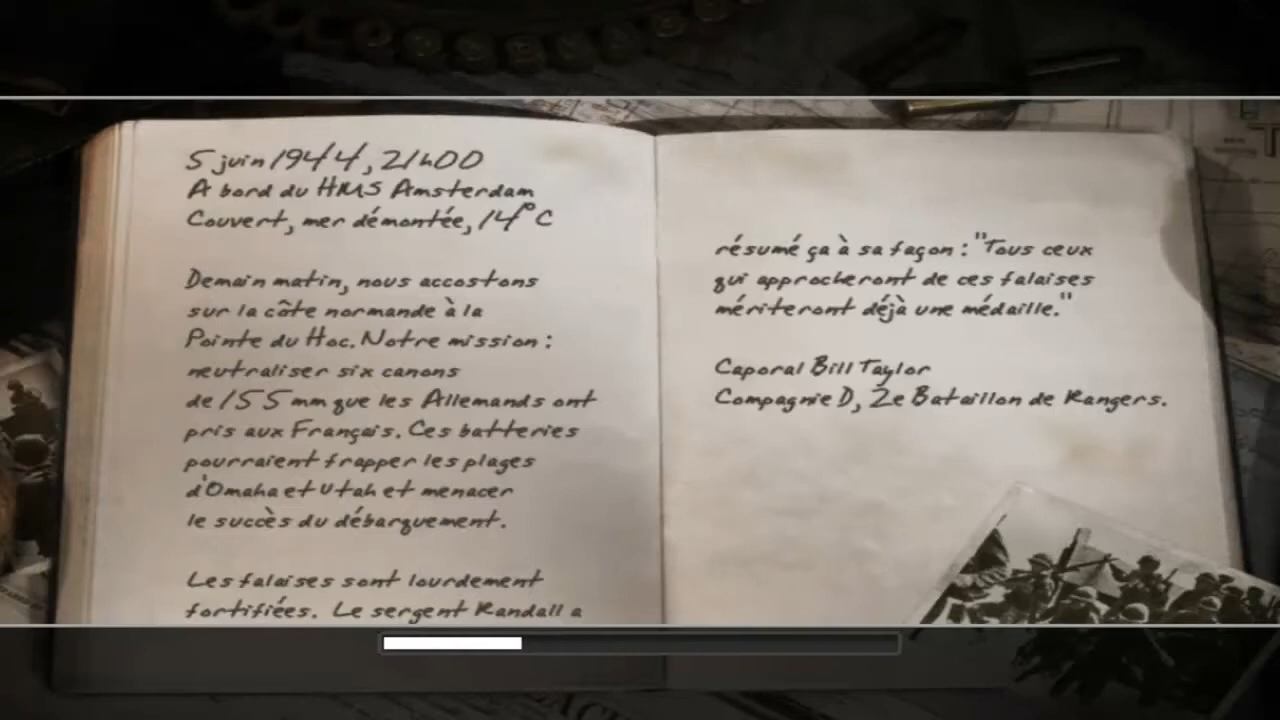 5 juin 1944, 21h00
A bord du HMS Amsterdam
Couvert, mer démontée, 14°C
Demain matin, nous accostons
sur la côte normande à la
Pointe du Hoc. Notre mission :
neutraliser six canons
de 155 mm que les Allemands ont
pris aux Français. Ces batteries
pourraient frapper les plages
d'Omaha et Utah et menacer
le succès du débarquement.
Les falaises sont lourdement
fortifiées. Le sergent Randall a
résumé ça à sa façon : "Tous ceux
qui approcheront de ces falaises
mériteront déjà une médaille."
Caporal Bill Taylor
Compagnie D, 2e Bataillon de Rangers.